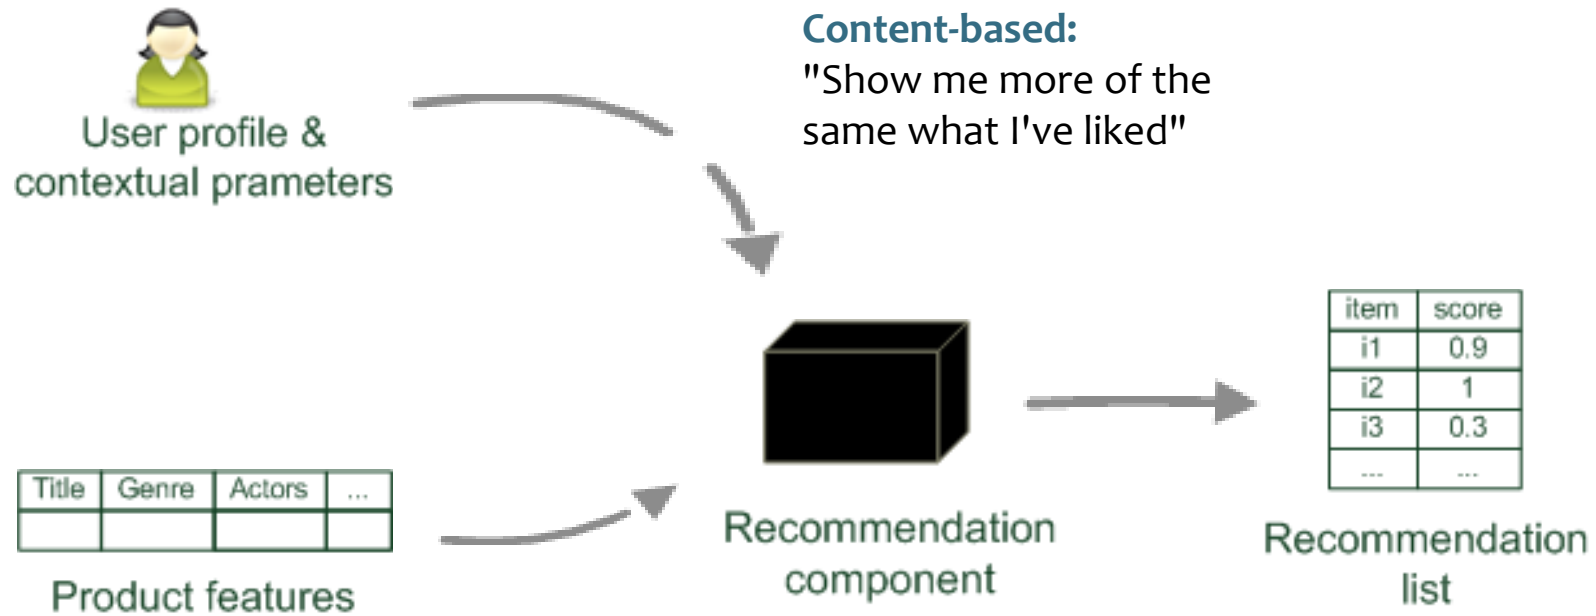 Content-based:
"Show me more of the
same what I've liked"
User profile &
contextual prameters
item score
i1 0.9
i2 1
i3 0.3
... ...
Title Genre Actors ...
Product features
Recommendation
component
Recommendation
list